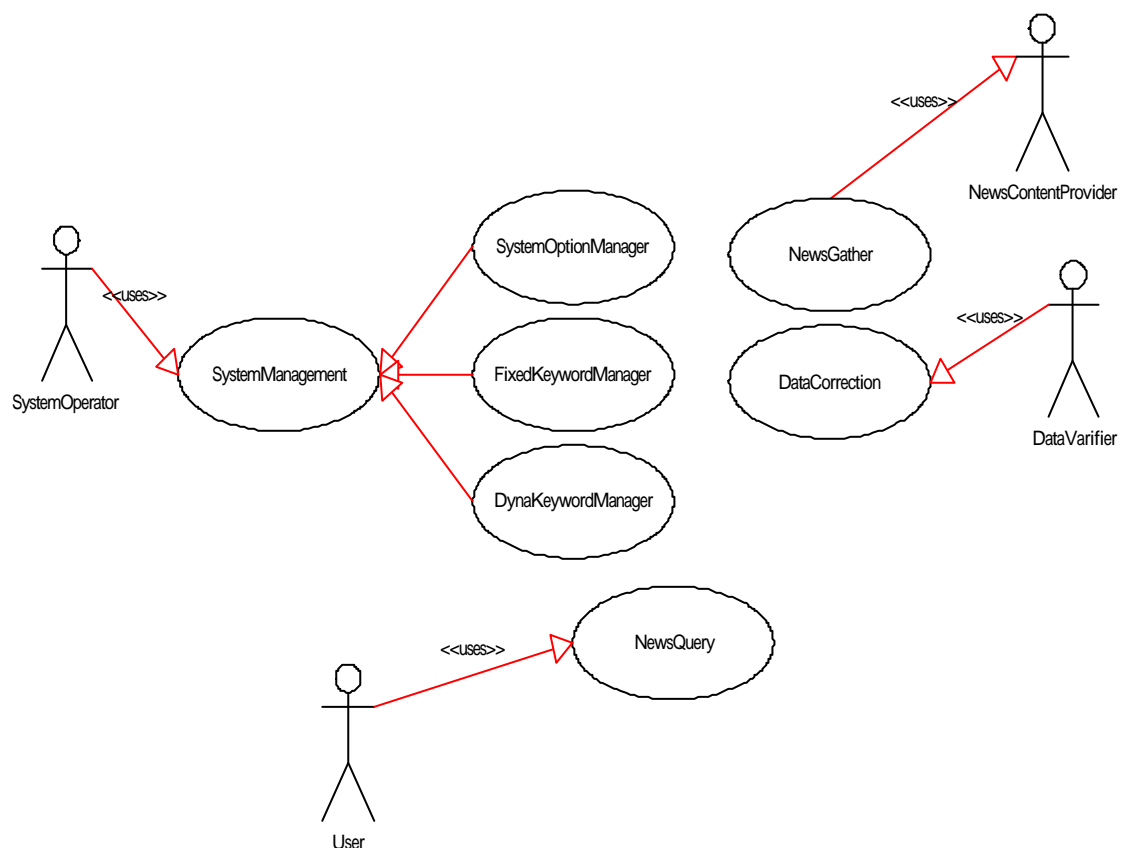 <<uses>>
NewsContentProvider
SystemOptionManager
NewsGather
<<uses>>
<<uses>>
SystemManagement
FixedKeywordManager
DataCorrection
SystemOperator
DataVarifier
DynaKeywordManager
<<uses>>
NewsQuery
User